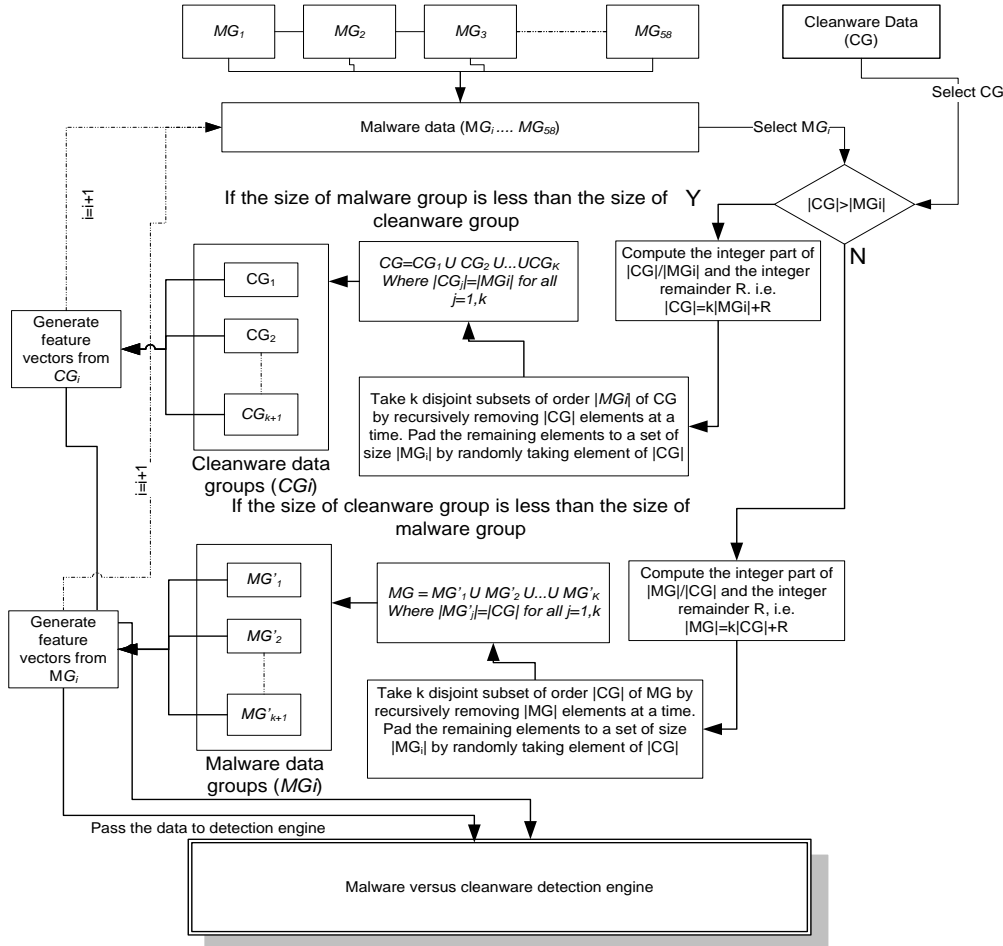 MG1
MG2
MG3
MG58
Cleanware Data
(CG)
Select CG
Malware data (MGi .... MG58)
Select MGi
i=i+1
If the size of malware group is less than the size of
cleanware group
Y
|CG|>|MGi|
N
CG1
CG2
CGk+1
Cleanware data
groups (CGi)
CG=CG1 U CG2 U...UCGK
Where |CGj|=|MGi| for all
j=1,k
Compute the integer part of
|CG|/|MGi| and the integer
remainder R. i.e.
|CG|=k|MGi|+R
Generate
feature
vectors from
CGi
Take k disjoint subsets of order |MGi| of CG
by recursively removing |CG| elements at a
time. Pad the remaining elements to a set of
size |MGi| by randomly taking element of |CG|
i=i+1
If the size of cleanware group is less than the size of
malware group
MG'1
MG'2
MG'k+1
Malware data
groups (MGi)
MG = MG'1 U MG'2 U...U MG'K
Where |MG'j|=|CG| for all j=1,k
Compute the integer part of
|MG|/|CG| and the integer
remainder R, i.e.
|MG|=k|CG|+R
Generate
feature
vectors from
MGi
Take k disjoint subset of order |CG| of MG by
recursively removing |MG| elements at a time.
Pad the remaining elements to a set of size
|MGi| by randomly taking element of |CG|
Pass the data to detection engine
Malware versus cleanware detection engine